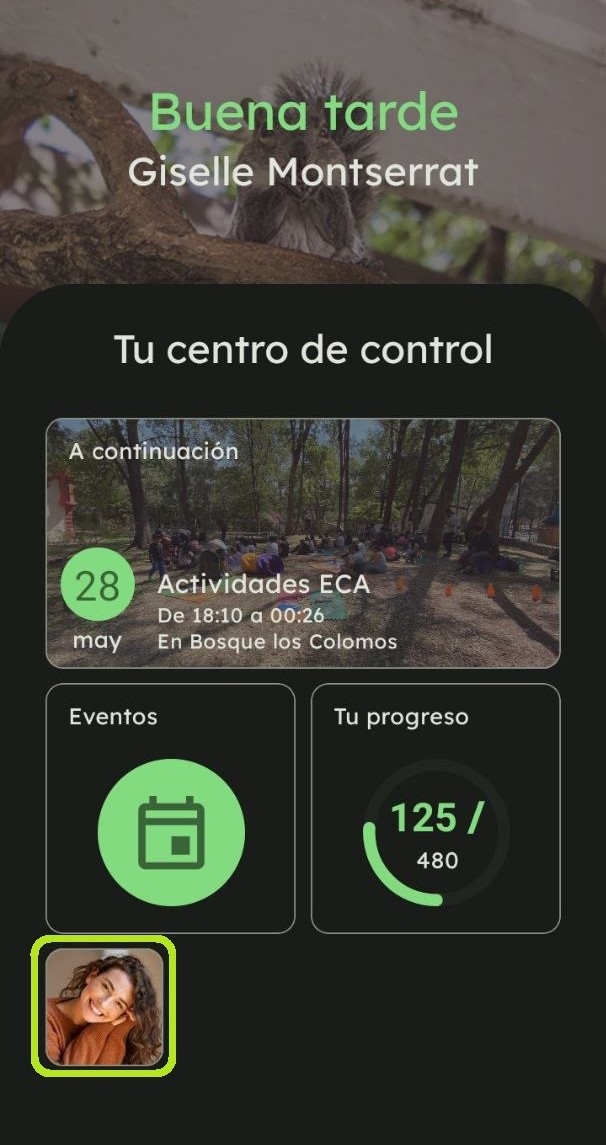 Buena tarde
Giselle Montserrat
Tu centro de control
A continuación
28
may
Actividades ECA
De 18:10 a 00:26
En Bosque los Colomos
Eventos
Tu progreso
125 /
480